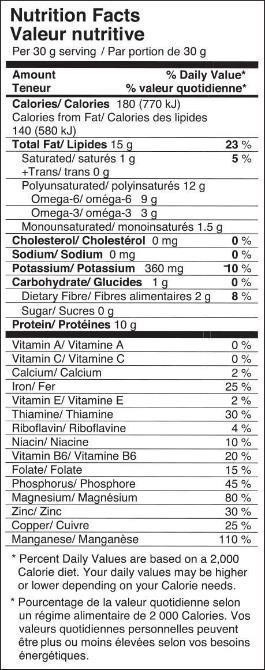 Nutrition Facts
Valeur nutritive
Per 30 g serving / Par portion de 30 g
Amount % Daily Value*
Teneur % valeur quotidienne*
Calories/ Calories 180 (770 kJ)
Calories from Fat/ Calories des lipides
140 (580 kJ)
Total Fat/ Lipides 15 g 23 %
Saturated/ saturés 1 g 5 %
+Trans/ trans 0 g
Polyunsaturated/ polyinsaturés 12 g
Omega-6/ oméga-6 9 g
Omega-3/ oméga-3 3 g
Monounsaturated/ monoinsaturés 1.5 g
Cholesterol/ Cholestérol 0 mg 0 %
Sodium/ Sodium 0 mg 0 %
Potassium/ Potassium 360 mg 10 %
Carbohydrate/ Glucides 1 g 0 %
Dietary Fibre/ Fibres alimentaires 2 g 8 %
Sugar/ Sucres 0 g
Protein/ Protéines 10 g
Vitamin A/ Vitamine A 0 %
Vitamin C/ Vitamine C 0 %
Calcium/ Calcium 2 %
Iron/ Fer 25 %
Vitamin E/ Vitamine E 2 %
Thiamine/ Thiamine 30 %
Riboflavin/ Riboflavine 4 %
Niacin/ Niacine 10 %
Vitamin B6/ Vitamine B6 20 %
Folate/ Folate 15 %
Phosphorus/ Phosphore 45 %
Magnesium/ Magnésium 80 %
Zinc/ Zinc 30 %
Copper/ Cuivre 25 %
Manganese/ Manganèse 110 %
* Percent Daily Values are based on a 2,000
Calorie diet. Your daily values may be higher
or lower depending on your Calorie needs.
* Pourcentage de la valeur quotidienne selon
un régime alimentaire de 2 000 Calories. Vos
valeurs quotidiennes personnelles peuvent
être plus ou moins élevées selon vos besoins
énergétiques.